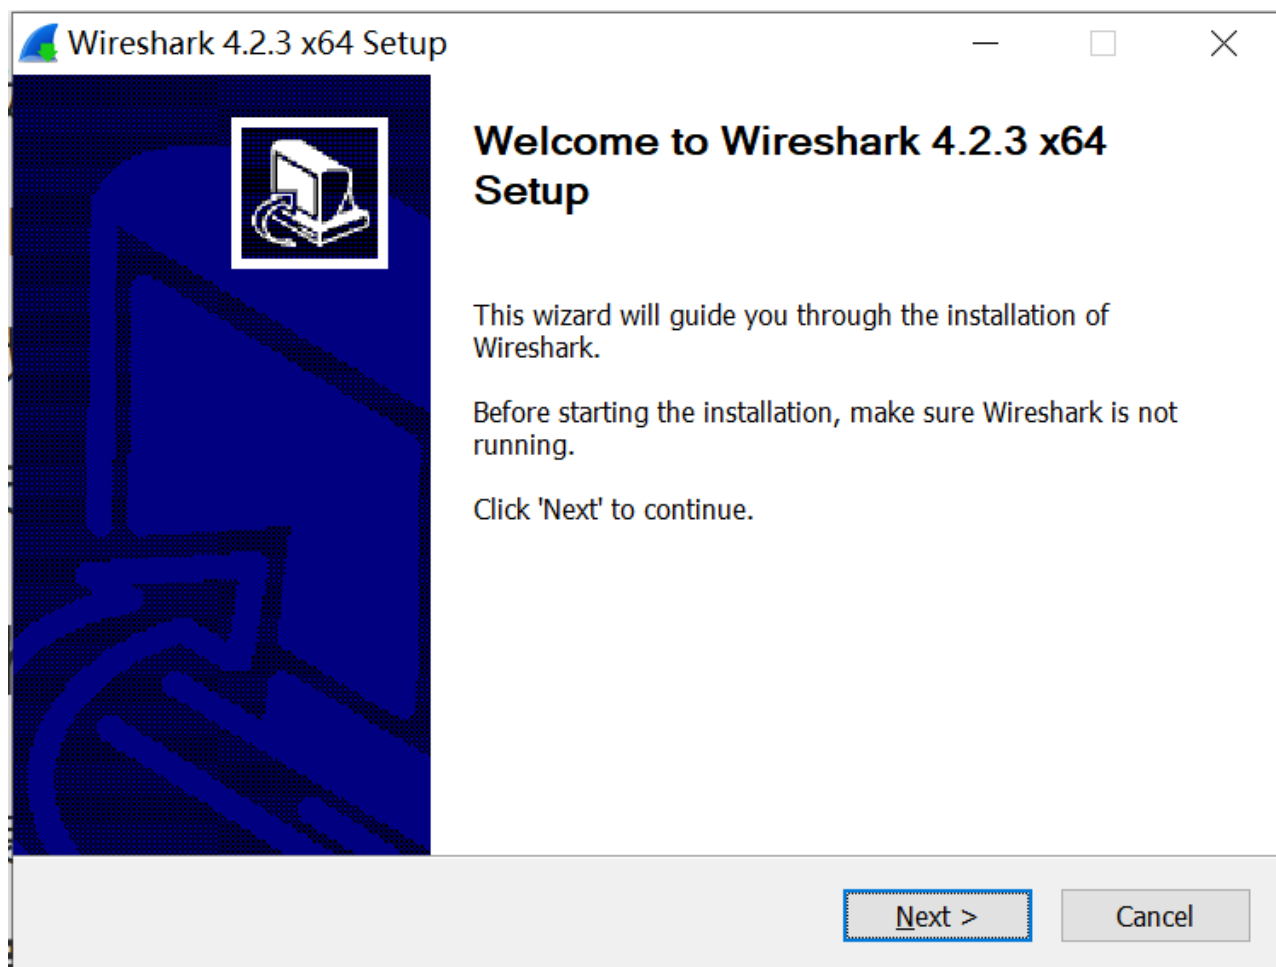 Wireshark 4.2.3 x64 Setup
Welcome to Wireshark 4.2.3 x64
Setup
This wizard will guide you through the installation of
Wireshark.
Before starting the installation, make sure Wireshark is not
running.
Click 'Next' to continue.
Next >
Cancel